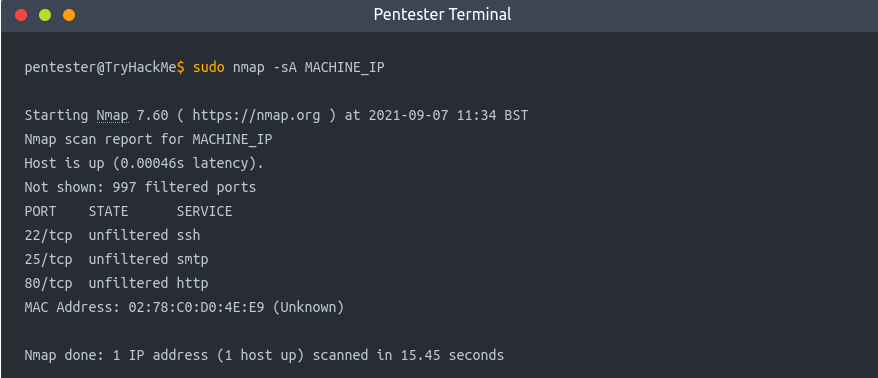 Pentester Terminal
pentester@TryHackMe$ sudo nmap -sA MACHINE_IP
Starting Nmap 7.60 ( https://nmap.org ) at 2021-09-07 11:34 BST
Nmap scan report for MACHINE_IP
Host is up (0.00046s latency).
Not shown: 997 filtered ports
PORT    STATE      SERVICE
22/tcp  unfiltered ssh
25/tcp  unfiltered smtp
80/tcp  unfiltered http
MAC Address: 02:78:C0:D0:4E:E9 (Unknown)
Nmap done: 1 IP address (1 host up) scanned in 15.45 seconds